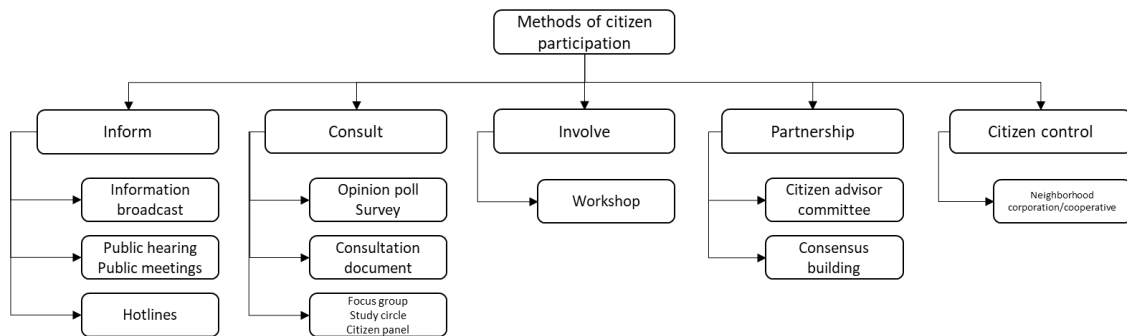 Methods of citizen
participation
Inform
Consult
Involve
Partnership
Citizen control
Information
broadcast
Public hearing
Public meetings
Hotlines
Opinion poll
Survey
Consultation
document
Focus group
Study circle
Citizen panel
Workshop
Citizen advisor
committee
Consensus
building
Neighborhood
corporation/cooperative